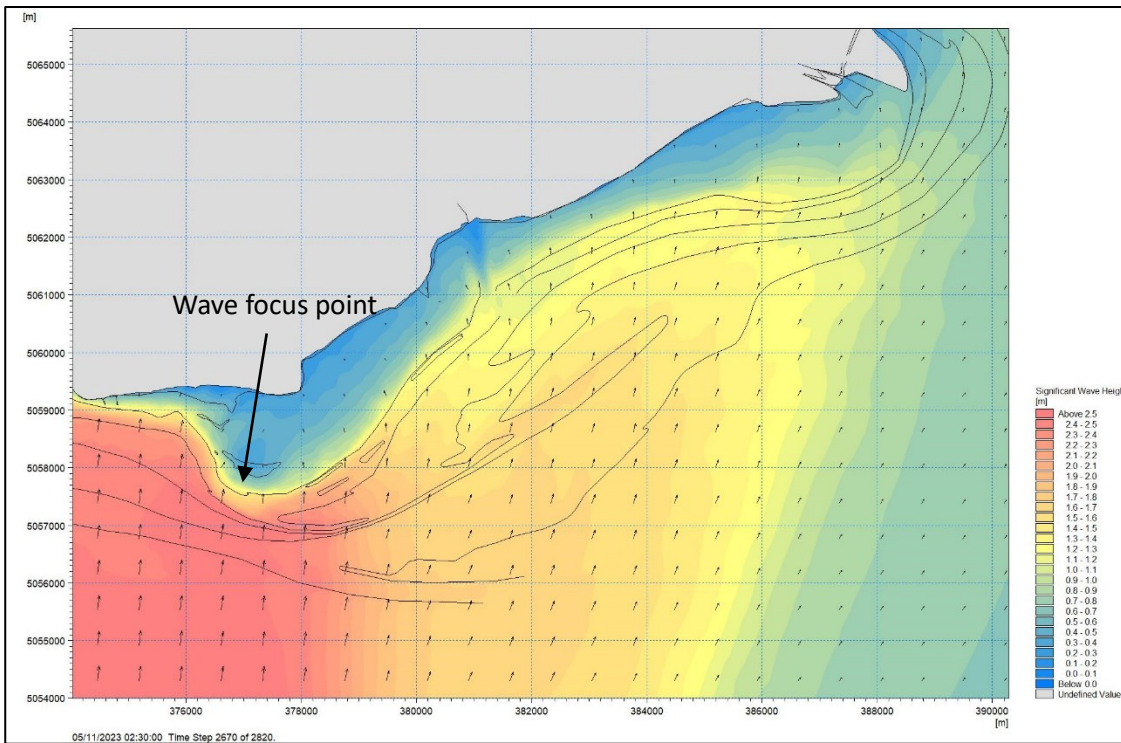 [m]
5065000
5064000
5063000
5062000
5061000
Wave focus point
5060000
5059000
5058000
5057000
5056000
5055000
5054000
376000 378000 380000 382000 384000 386000 388000 390000
[m]
Significant Wave Heigh
[m]
Above 2.5
2.4 - 2.5
2.3 - 2.4
2.2 - 2.3
2.1 - 2.2
2.0 - 2.1
1.9 - 2.0
1.8 - 1.9
1.7 - 1.8
1.6 - 1.7
1.5 - 1.6
1.4 - 1.5
1.3 - 1.4
1.2 - 1.3
1.1 - 1.2
1.0 - 1.1
0.9 - 1.0
0.8 - 0.9
0.7 - 0.8
0.6 - 0.7
0.5 - 0.6
0.4 - 0.5
0.3 - 0.4
0.2 - 0.3
0.1 - 0.2
0.0 - 0.1
Below 0.0
Undefined Value
05/11/2023 02:30:00 Time Step 2670 of 2820.